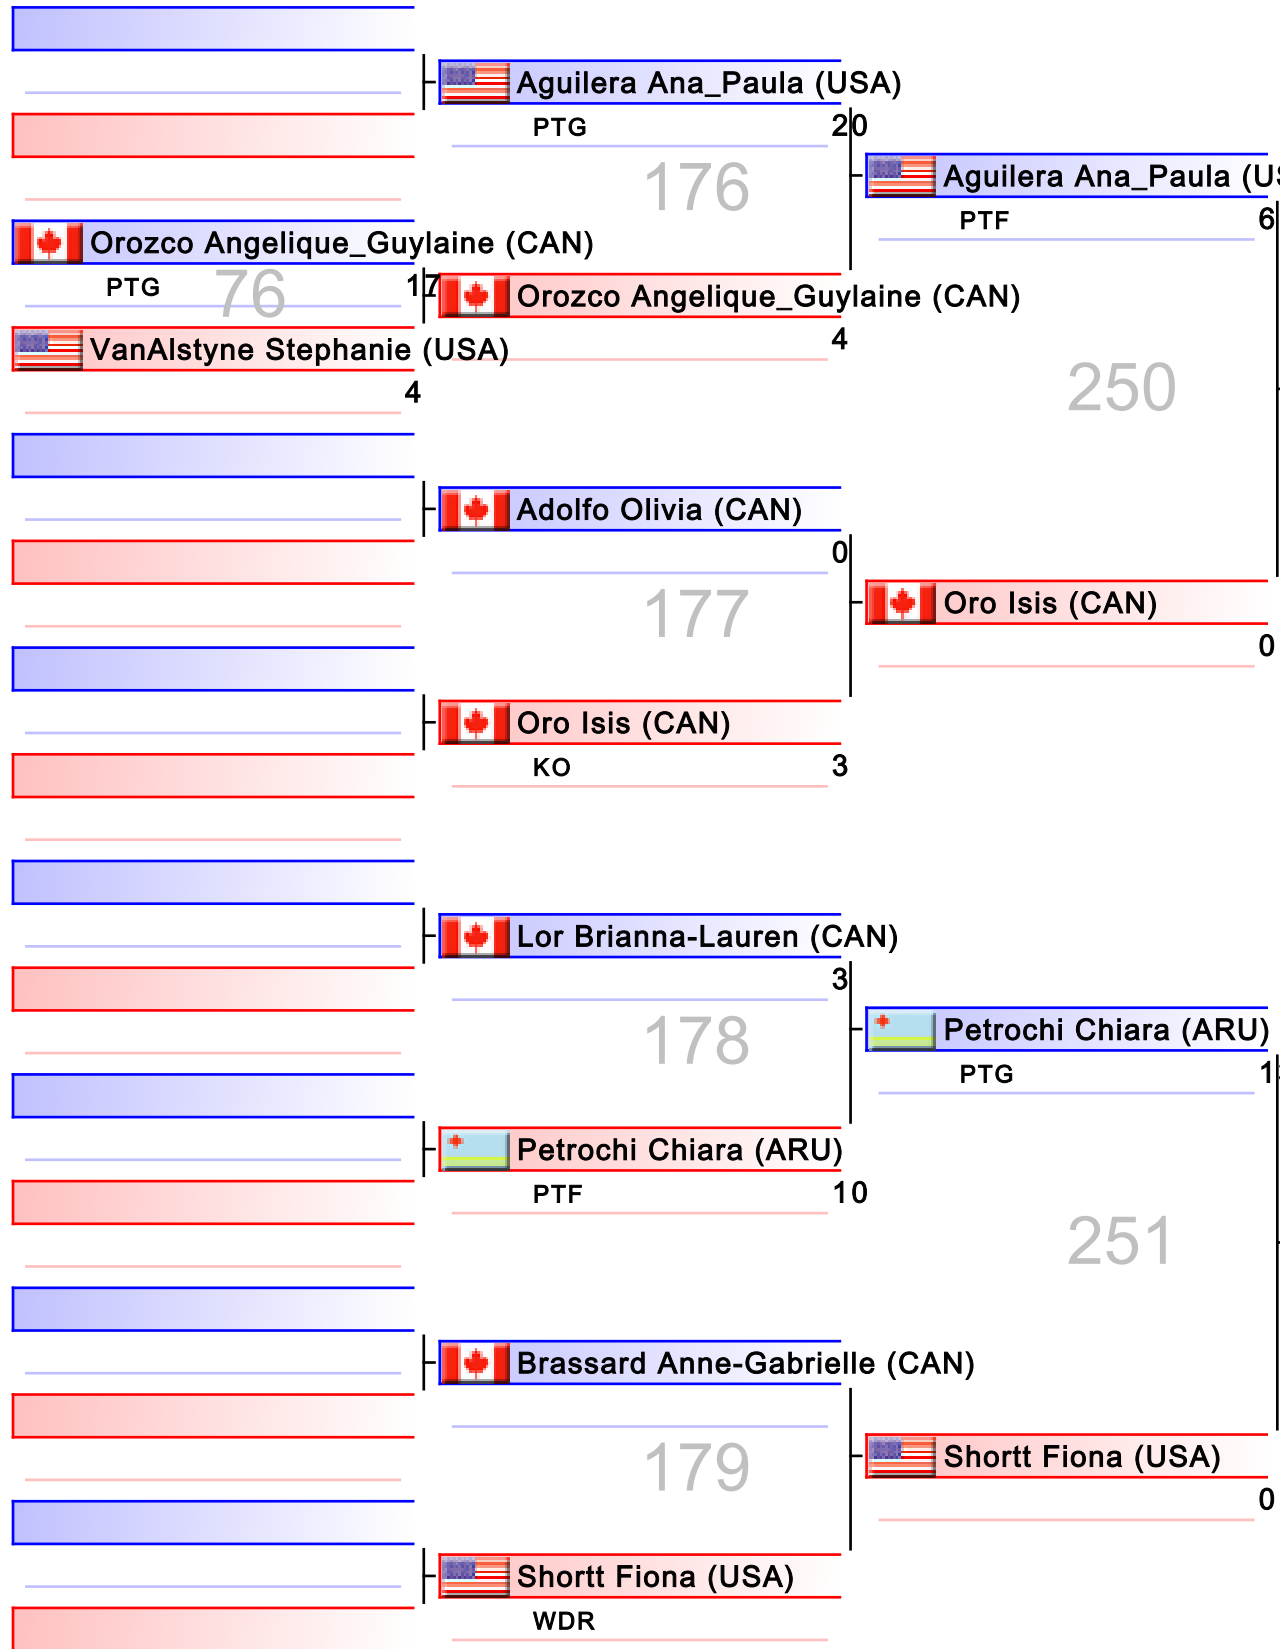 Aguilera Ana_Paula (USA)
PTG 20
176
Aguilera Ana_Paula
PTF 6
Orozco Angelique_Guylaine (CAN)
PTG 17
76
Orozco Angelique_Guylaine (CAN)
4
VanAlstyne Stephanie (USA)
4
250
Adolfo Olivia (CAN)
0
177
Oro Isis (CAN)
0
Oro Isis (CAN)
KO 3
Lor Brianna-Lauren (CAN)
3
178
Petrochi Chiara (ARU)
PTG
Petrochi Chiara (ARU)
PTF 10
251
Brassard Anne-Gabrielle (CAN)
179
Shortt Fiona (USA)
0
Shortt Fiona (USA)
WDR